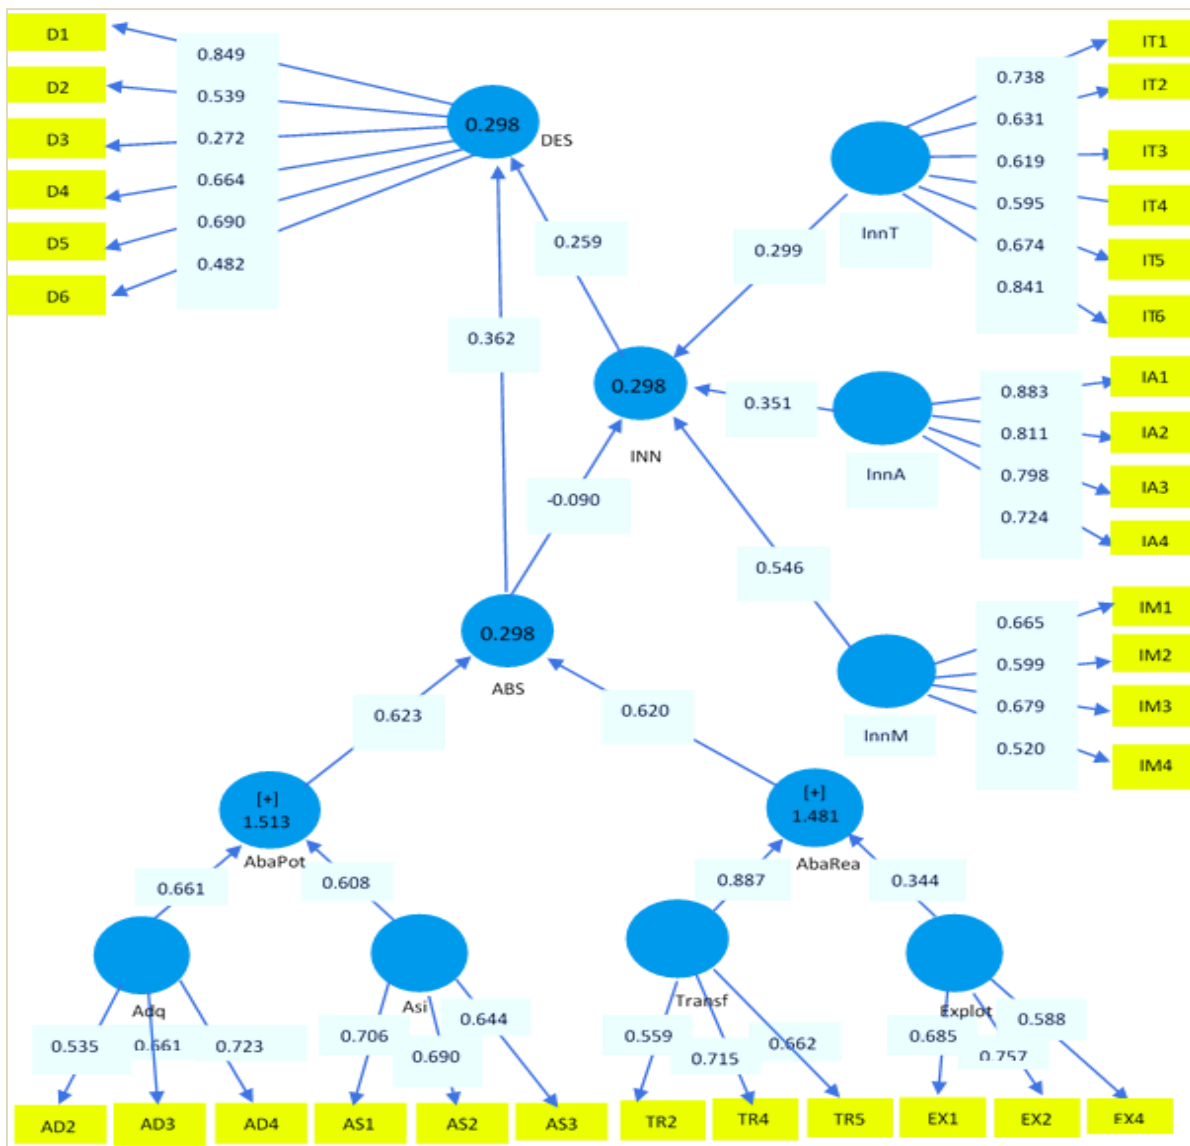 D1
D2
D3
D4
D5
D6
0.849
0.539
0.272
0.664
0.690
0.482
0.298
DES
0.259
0.362
InnT
0.299
0.738
0.631
0.619
0.595
0.674
0.841
IT1
IT2
IT3
IT4
IT5
IT6
0.298
INN
0.351
InnA
0.883
0.811
0.798
0.724
IA1
IA2
IA3
IA4
-0.090
0.546
0.298
ABS
InnM
0.665
0.599
0.679
0.520
IM1
IM2
IM3
IM4
0.623
0.620
[+]
1.513
AbaPot
[+]
1.481
AbaRea
0.661
0.608
0.887
0.344
Adq
Asi
Transf
Explot
0.535
0.661
0.723
0.706
0.690
0.644
0.559
0.715
0.662
0.685
0.757
0.588
AD2
AD3
AD4
AS1
AS2
AS3
TR2
TR4
TR5
EX1
EX2
EX4